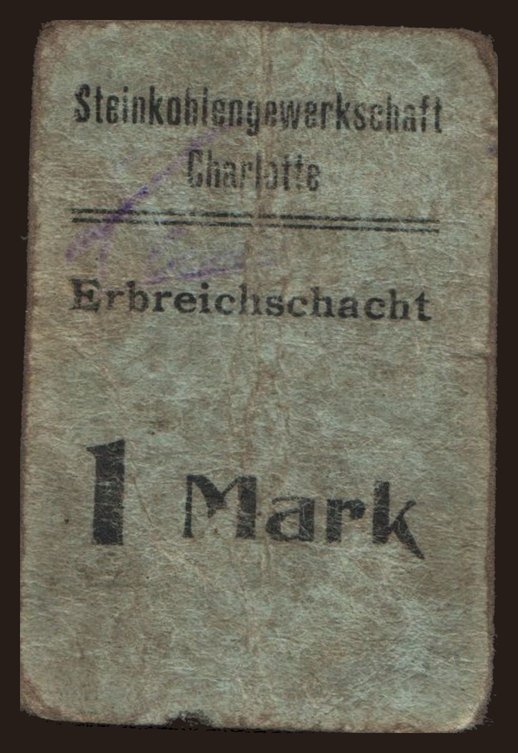 Steinkohlengewerkschaft
Charlotte
Erbreichschacht
1 Mark